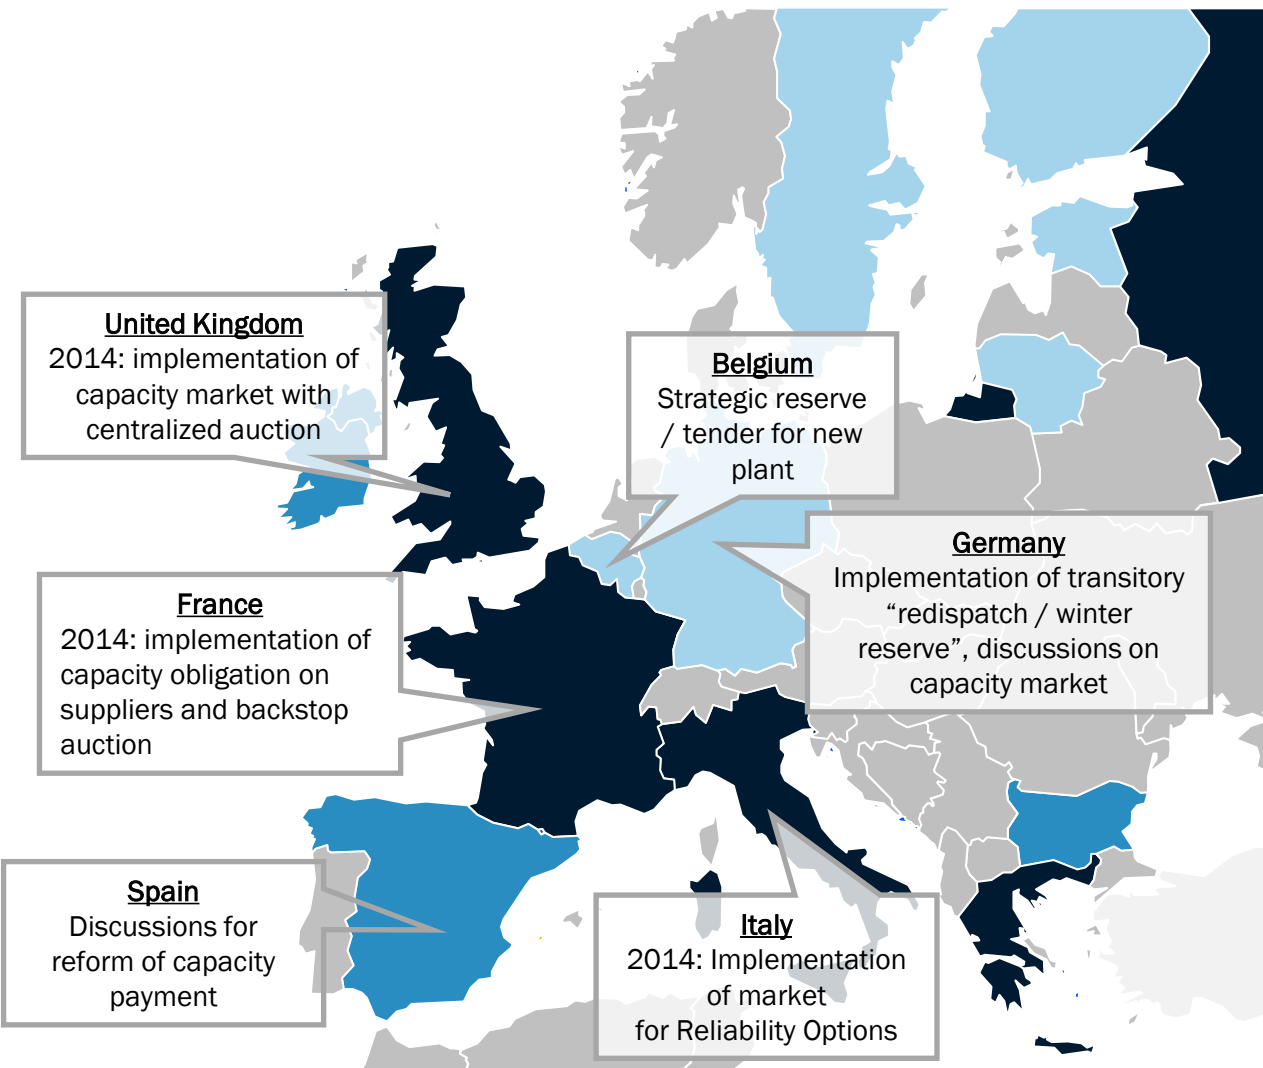 United Kingdom
2014: implementation of
capacity market with
centralized auction
Belgium
Strategic reserve
/ tender for new
plant
Germany
Implementation of transitory
“redispatch / winter
reserve”, discussions on
capacity market
France
2014: implementation of
capacity obligation on
suppliers and backstop
auction
Spain
Discussions for
reform of capacity
payment
Italy
2014: Implementation
of market
for Reliability Options